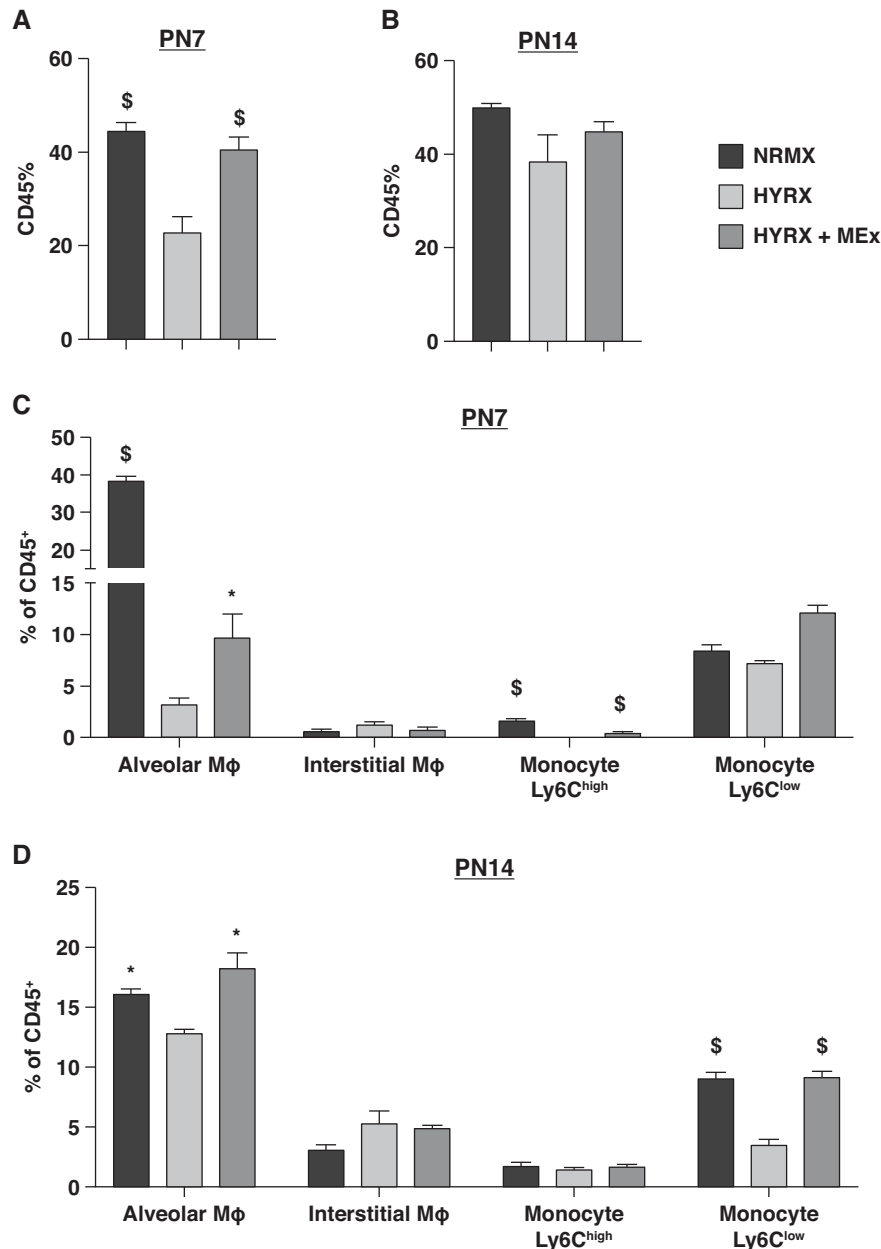 A
PN7
CD45%
60
40
20
0
$
$
B
PN14
CD45%
60
40
20
0
NRMX
HYRX
HYRX + MEx
C
PN7
% of CD45⁺
50
40
30
20
15
10
5
0
$
*
$
$
Alveolar Mϕ
Interstitial Mϕ
Monocyte
Ly6Cʰⁱᵍʰ
Monocyte
Ly6Cˡᵒʷ
D
PN14
% of CD45⁺
25
20
15
10
5
0
*
*
$
$
Alveolar Mϕ
Interstitial Mϕ
Monocyte
Ly6Cʰⁱᵍʰ
Monocyte
Ly6Cˡᵒʷ